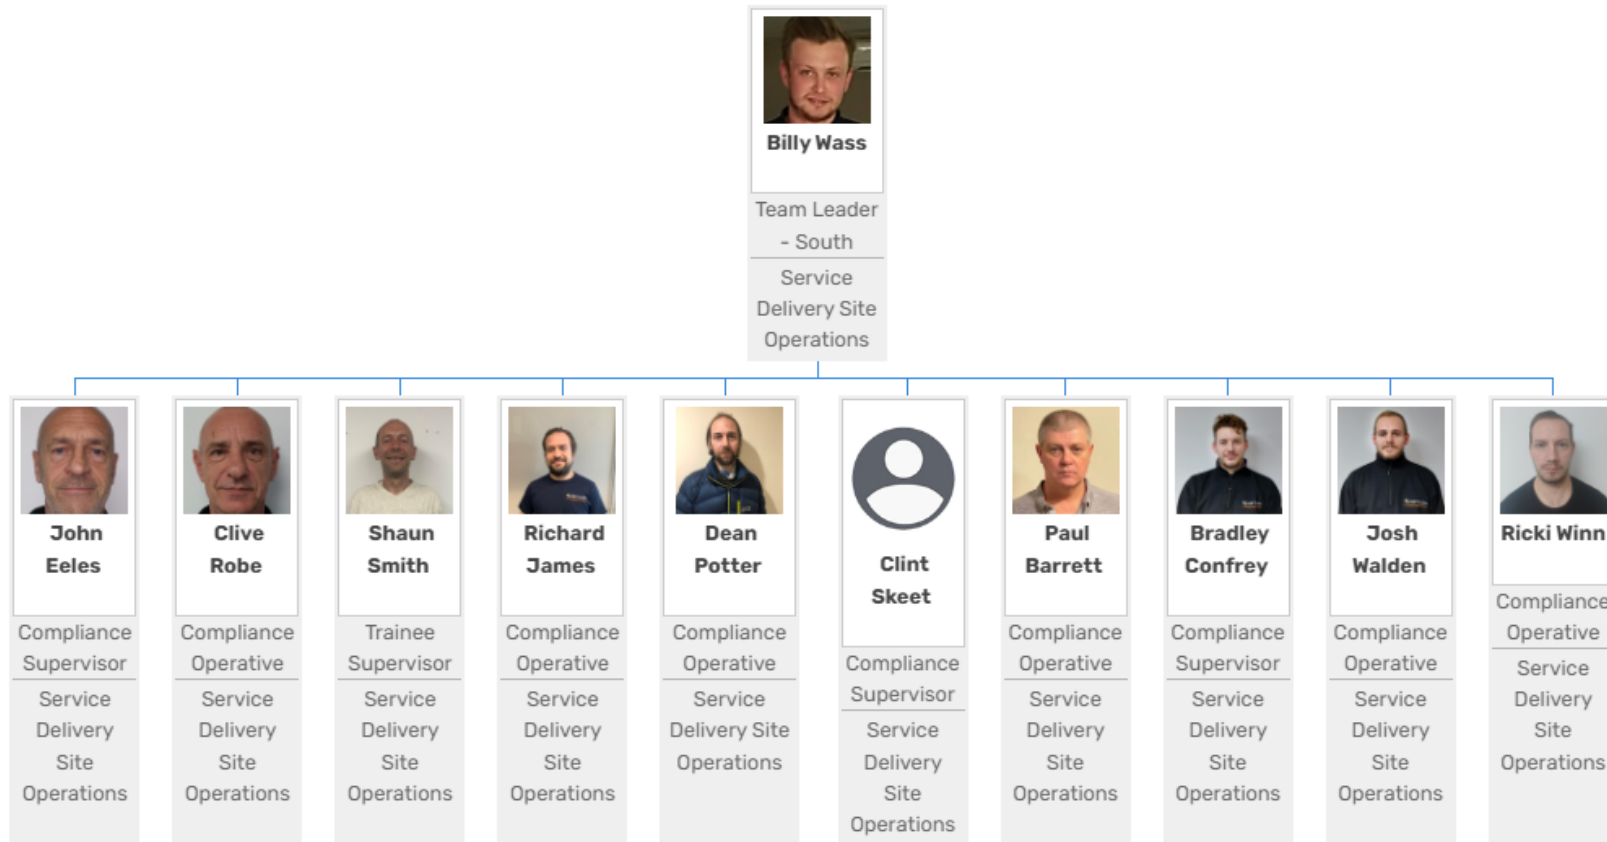 Billy Wass
Team Leader
- South
Service
Delivery Site
Operations
John
Eeles
Compliance
Supervisor
Service
Delivery
Site
Operations
Clive
Robe
Compliance
Operative
Service
Delivery
Site
Operations
Shaun
Smith
Trainee
Supervisor
Service
Delivery
Site
Operations
Richard
James
Compliance
Operative
Service
Delivery
Site
Operations
Dean
Potter
Compliance
Operative
Service
Delivery Site
Operations
Clint
Skeet
Compliance
Supervisor
Service
Delivery
Site
Operations
Paul
Barrett
Compliance
Operative
Service
Delivery
Site
Operations
Bradley
Confrey
Compliance
Supervisor
Service
Delivery
Site
Operations
Josh
Walden
Compliance
Operative
Service
Delivery
Site
Operations
Ricki Winn
Compliance
Operative
Service
Delivery
Site
Operations